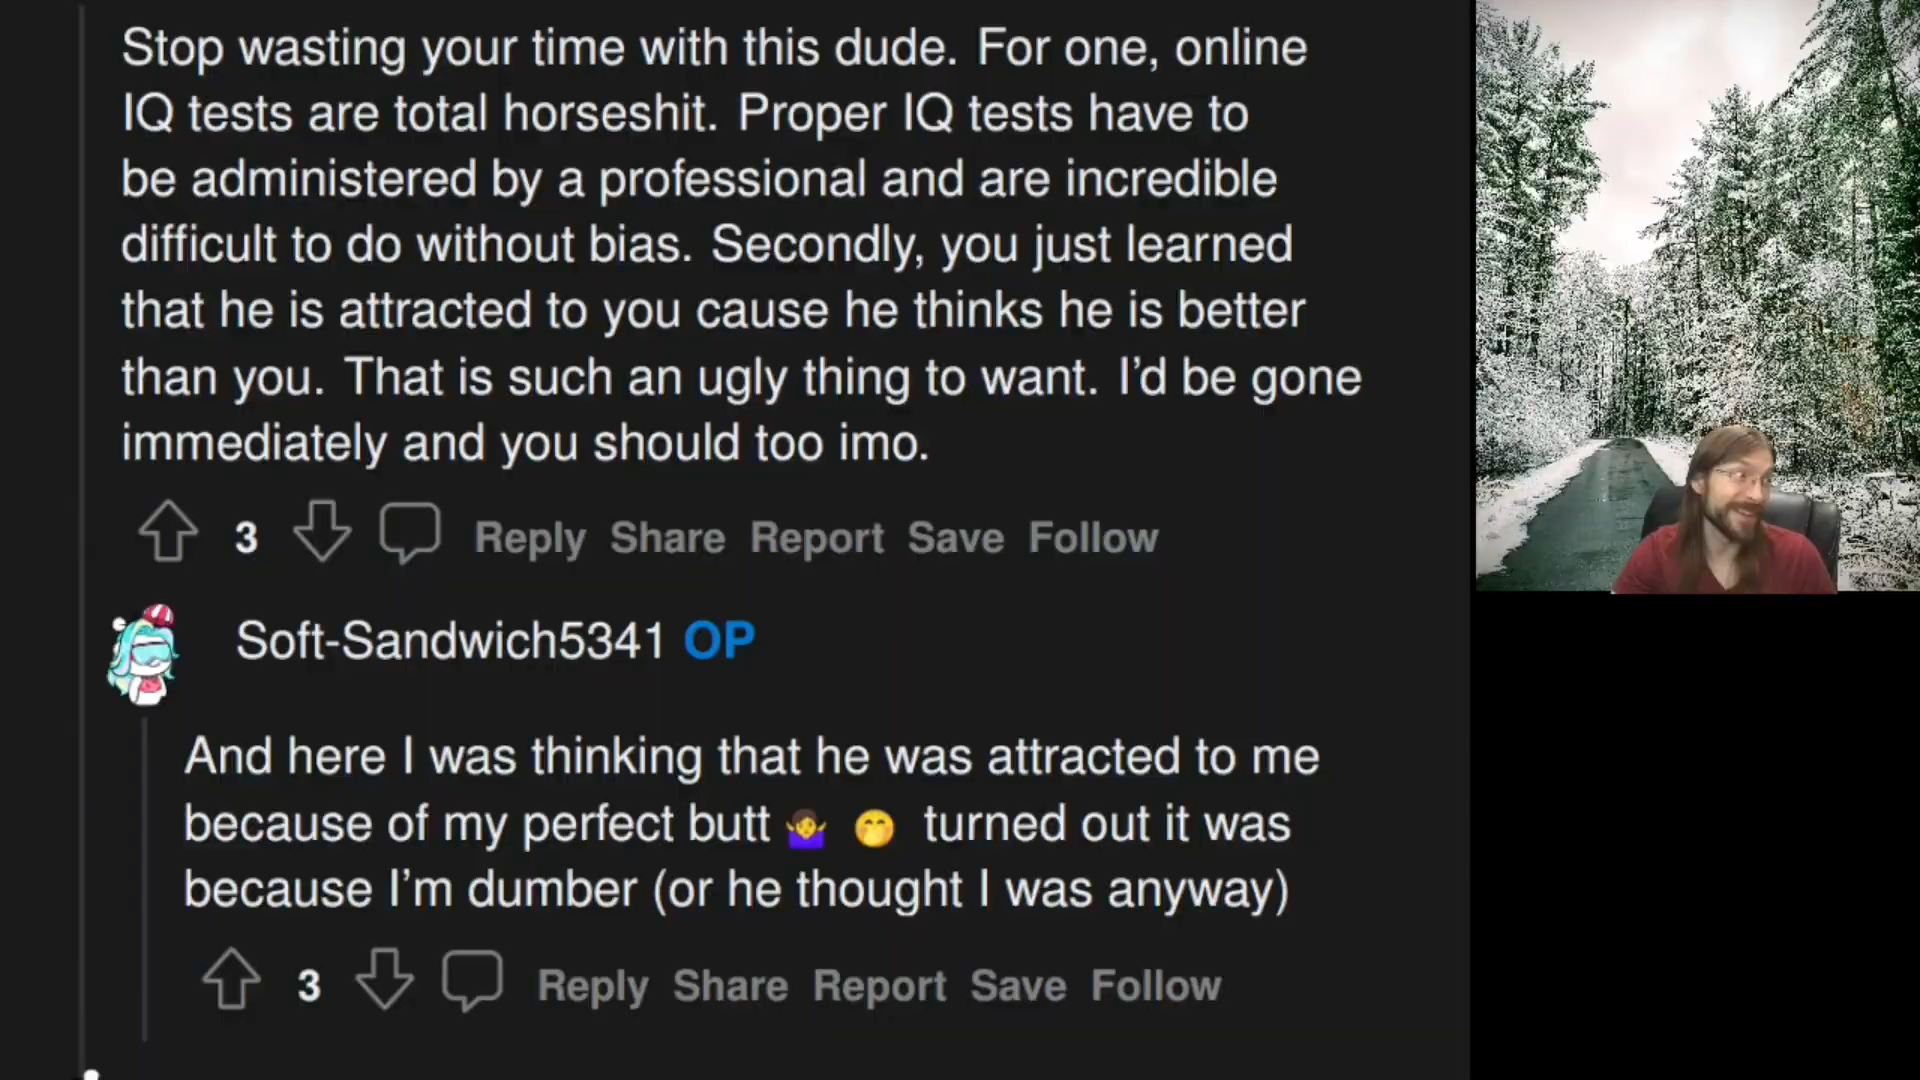 Stop wasting your time with this dude. For one, online
IQ tests are total horseshit. Proper IQ tests have to
be administered by a professional and are incredible
difficult to do without bias. Secondly, you just learned
that he is attracted to you cause he thinks he is better
than you. That is such an ugly thing to want. I’d be gone
immediately and you should too imo.
3 Reply Share Report Save Follow
Soft-Sandwich5341 OP
And here I was thinking that he was attracted to me
because of my perfect butt 🤷‍♀️ 🤭 turned out it was
because I’m dumber (or he thought I was anyway)
3 Reply Share Report Save Follow